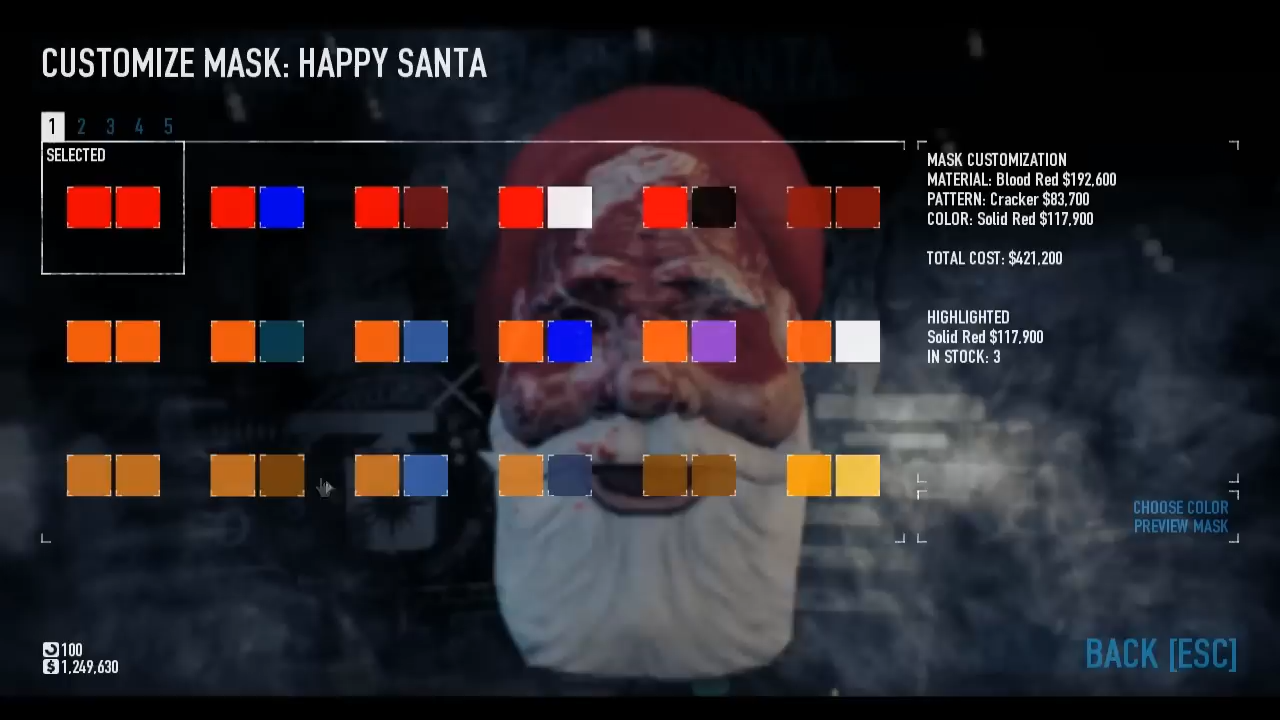 CUSTOMIZE MASK: HAPPY SANTA
1 2 3 4 5
SELECTED
MASK CUSTOMIZATION
MATERIAL: Blood Red $192,600
PATTERN: Cracker $83,700
COLOR: Solid Red $117,900
TOTAL COST: $421,200
HIGHLIGHTED
Solid Red $117,900
IN STOCK: 3
CHOOSE COLOR
PREVIEW MASK
100
$ 1,249,630
BACK [ESC]